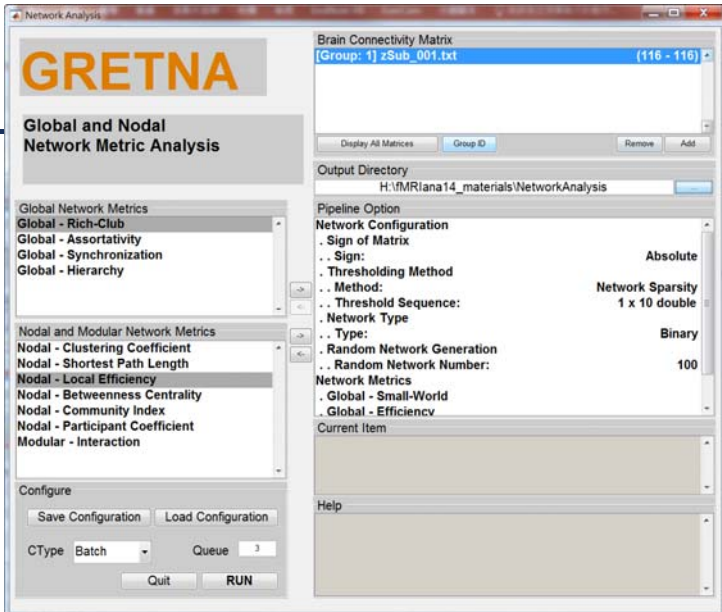 Network Analysis
GRETNA
Global and Nodal
Network Metric Analysis
Global Network Metrics
Global - Rich-Club
Global - Assortativity
Global - Synchronization
Global - Hierarchy
->
<-
Nodal and Modular Network Metrics
Nodal - Clustering Coefficient
Nodal - Shortest Path Length
Nodal - Local Efficiency
Nodal - Betweenness Centrality
Nodal - Community Index
Nodal - Participant Coefficient
Modular - Interaction
->
<-
Configure
Save Configuration Load Configuration
CType Batch Queue 3
Quit RUN
Brain Connectivity Matrix
[Group: 1] zSub_001.txt (116 - 116)
Display All Matrices Group ID Remove Add
Output Directory
H:\fMRIana14_materials\NetworkAnalysis ...
Pipeline Option
Network Configuration
. Sign of Matrix
. . Sign: Absolute
. Thresholding Method
. . Method: Network Sparsity
. . Threshold Sequence: 1 x 10 double
. Network Type
. . Type: Binary
. Random Network Generation
. . Random Network Number: 100
Network Metrics
. Global - Small-World
. Global - Efficiency
Current Item
Help